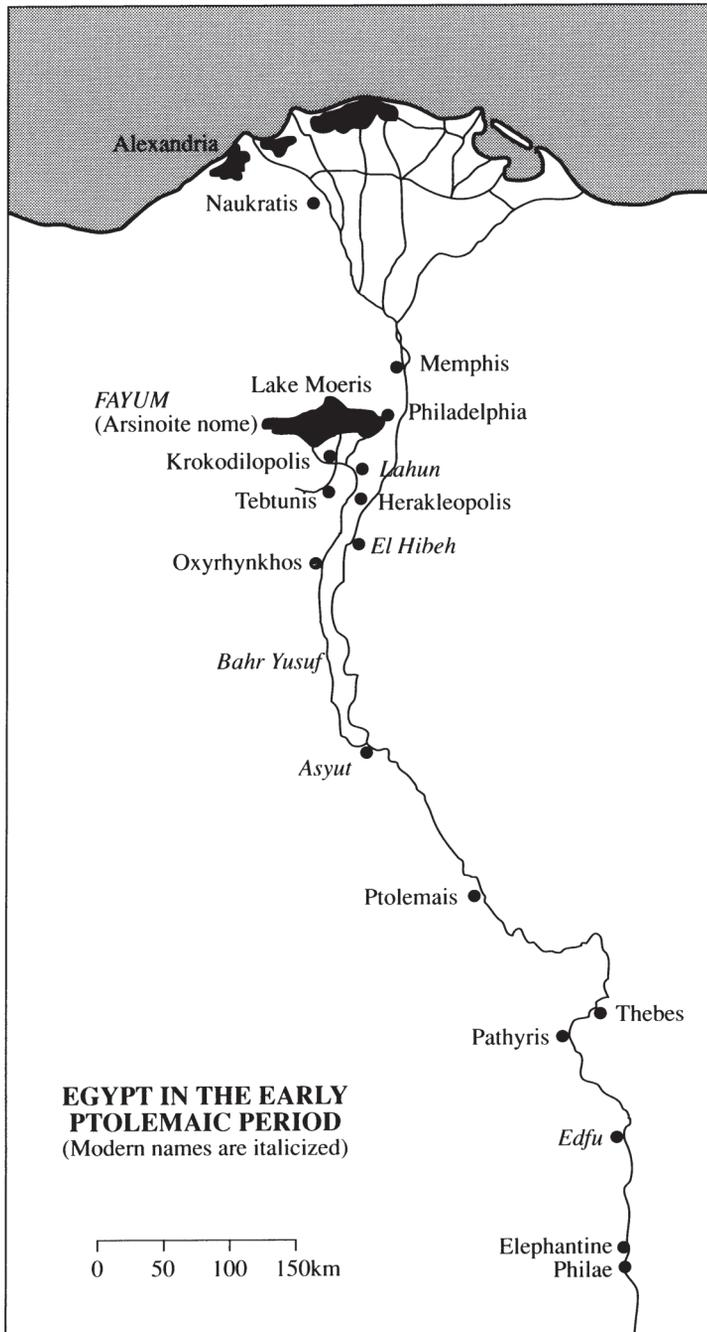 Alexandria
Naukratis
Memphis
Lake Moeris
FAYUM
(Arsinoite nome)
Philadelphia
Krokodilopolis
Lahun
Tebtunis
Herakleopolis
El Hibeh
Oxyrhynkhos
Bahr Yusuf
Asyut
Ptolemais
Thebes
Pathyris
EGYPT IN THE EARLY
PTOLEMAIC PERIOD
(Modern names are italicized)
Edfu
Elephantine
Philae
0 50 100 150km